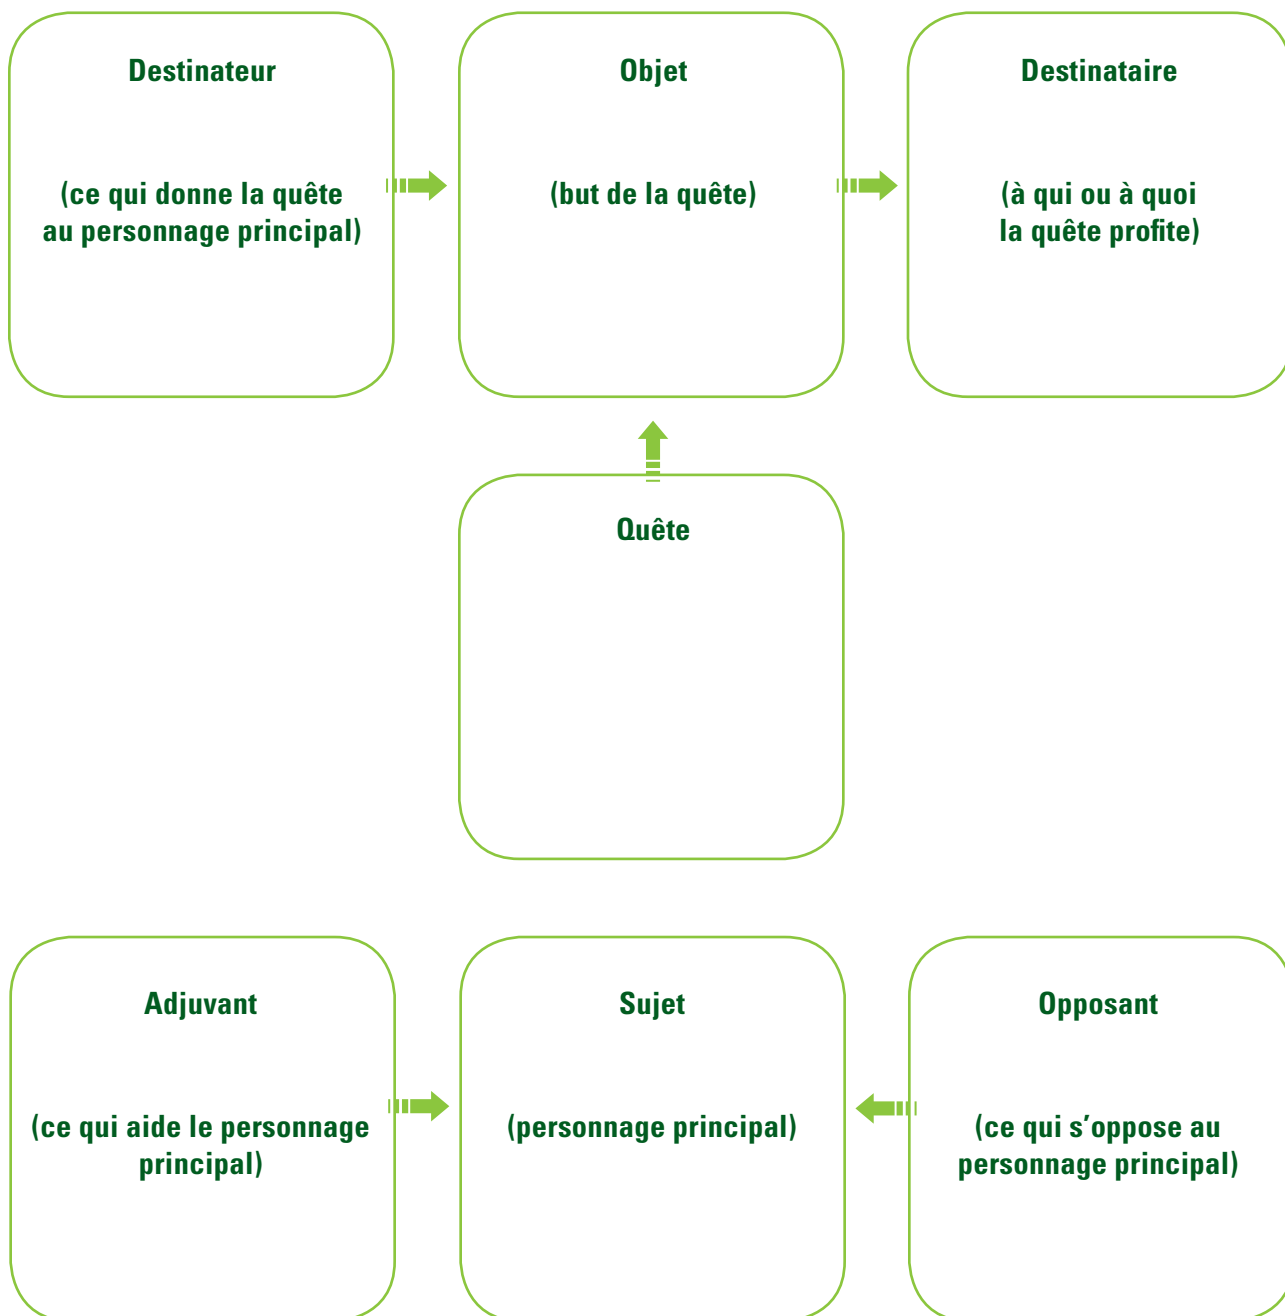 Destinateur
(ce qui donne la quête
au personnage principal)
Objet
(but de la quête)
Destinataire
(à qui ou à quoi
la quête profite)
Quête
Adjuvant
(ce qui aide le personnage
principal)
Sujet
(personnage principal)
Opposant
(ce qui s'oppose au
personnage principal)